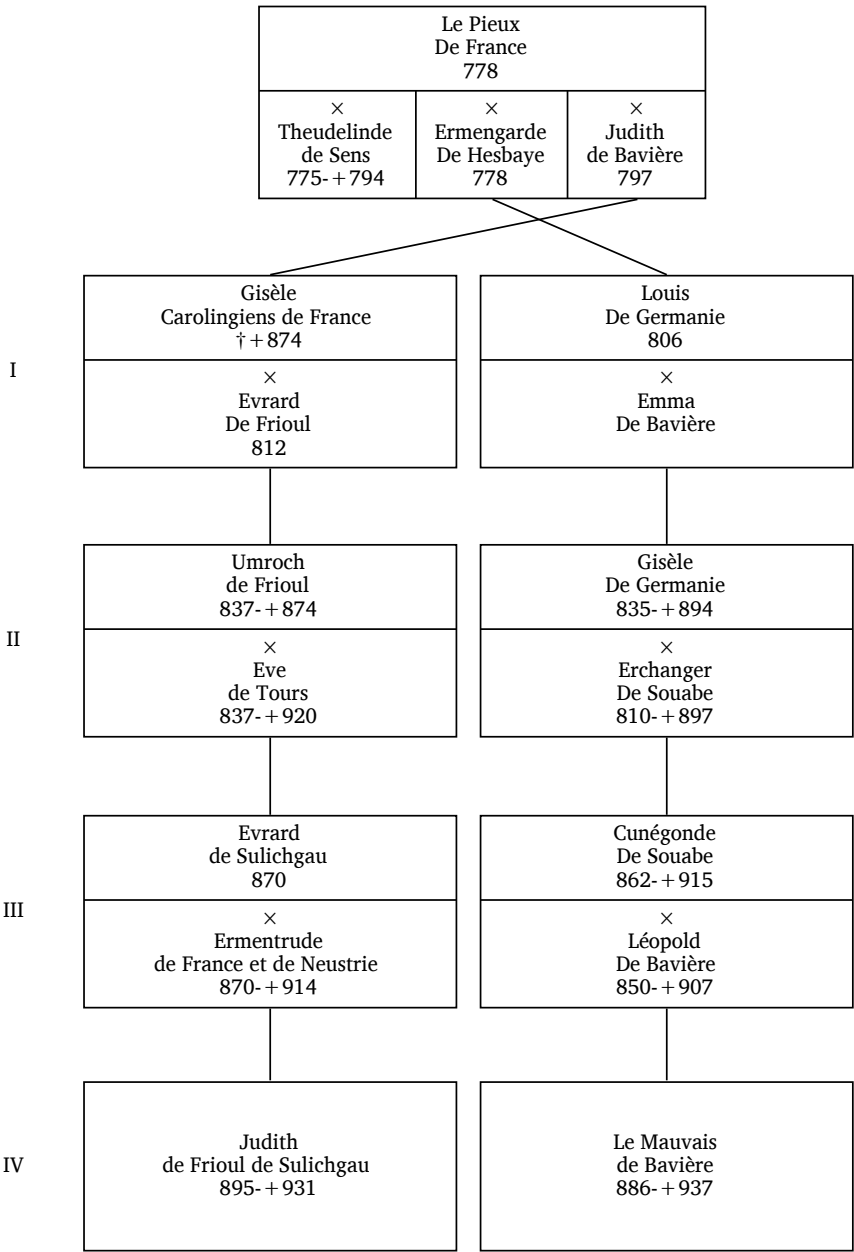 Le Pieux
De France
778
×
Theudelinde
de Sens
775-+794
×
Ermengarde
De Hesbaye
778
×
Judith
de Bavière
797
I
Gisèle
Carolingiens de France
†+874
×
Evrard
De Frioul
812
Louis
De Germanie
806
×
Emma
De Bavière
II
Umroch
de Frioul
837-+874
×
Eve
de Tours
837-+920
Gisèle
De Germanie
835-+894
×
Erchanger
De Souabe
810-+897
III
Evrard
de Sulichgau
870
×
Ermentrude
de France et de Neustrie
870-+914
Cunégonde
De Souabe
862-+915
×
Léopold
De Bavière
850-+907
IV
Judith
de Frioul de Sulichgau
895-+931
Le Mauvais
de Bavière
886-+937